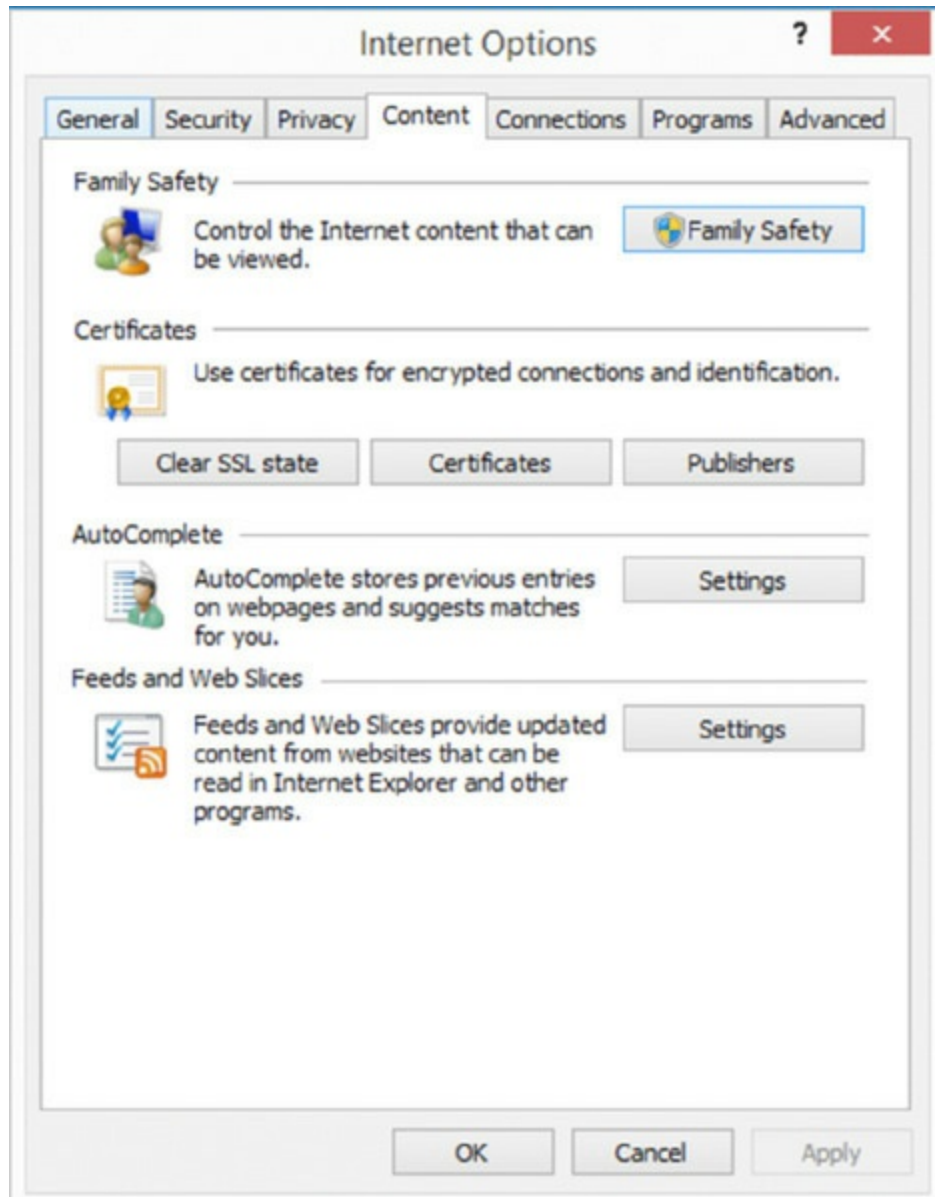 Internet Options
?
General Security Privacy Content Connections Programs Advanced
Family Safety
Control the Internet content that can
be viewed.
Family Safety
Certificates
Use certificates for encrypted connections and identification.
Clear SSL state Certificates Publishers
AutoComplete
AutoComplete stores previous entries
on webpages and suggests matches
for you.
Settings
Feeds and Web Slices
Feeds and Web Slices provide updated
content from websites that can be
read in Internet Explorer and other
programs.
Settings
OK Cancel Apply